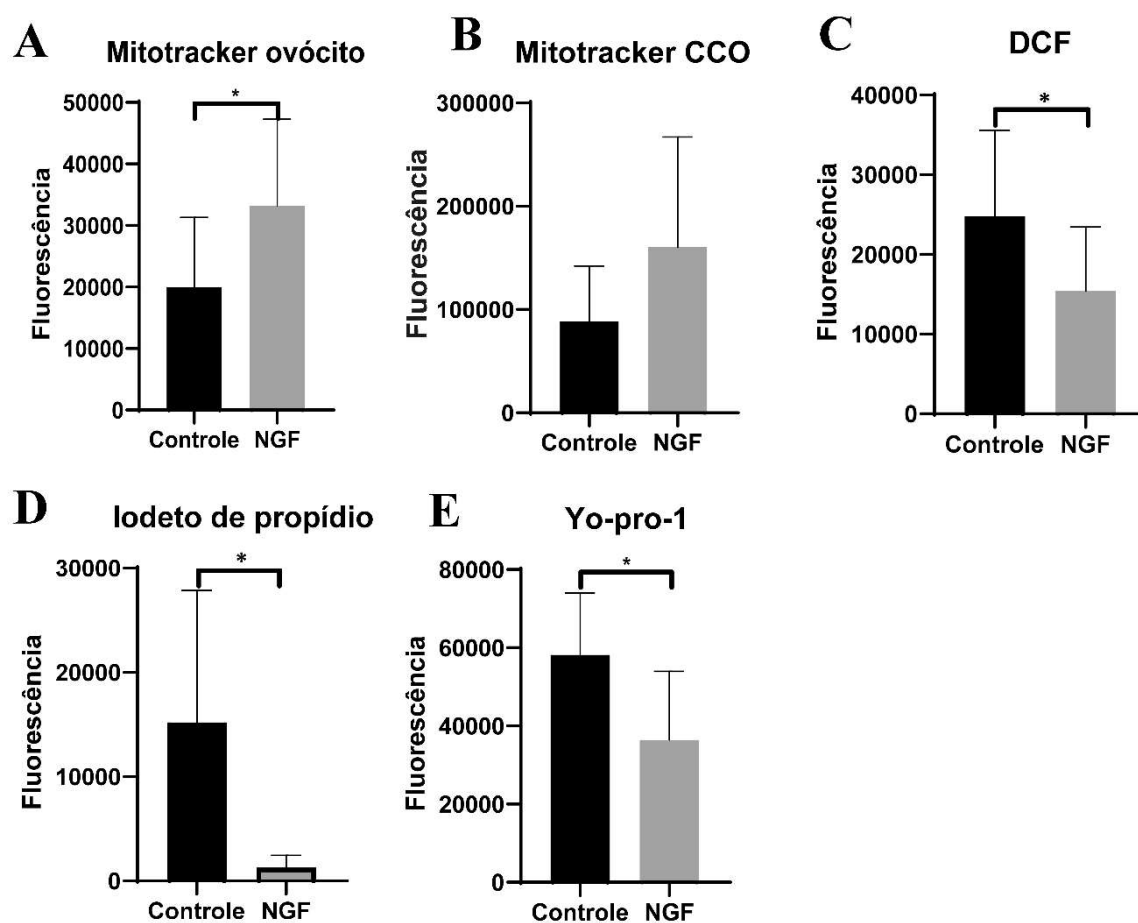 A
Mitotracker ovócito
*
50000
40000
30000
20000
10000
0
Fluorescência
Controle NGF
B
Mitotracker CCO
300000
200000
100000
0
Fluorescência
Controle NGF
C
DCF
*
40000
30000
20000
10000
0
Fluorescência
Controle NGF
D
Iodeto de propídio
*
30000
20000
10000
0
Fluorescência
Controle NGF
E
Yo-pro-1
*
80000
60000
40000
20000
0
Fluorescência
Controle NGF